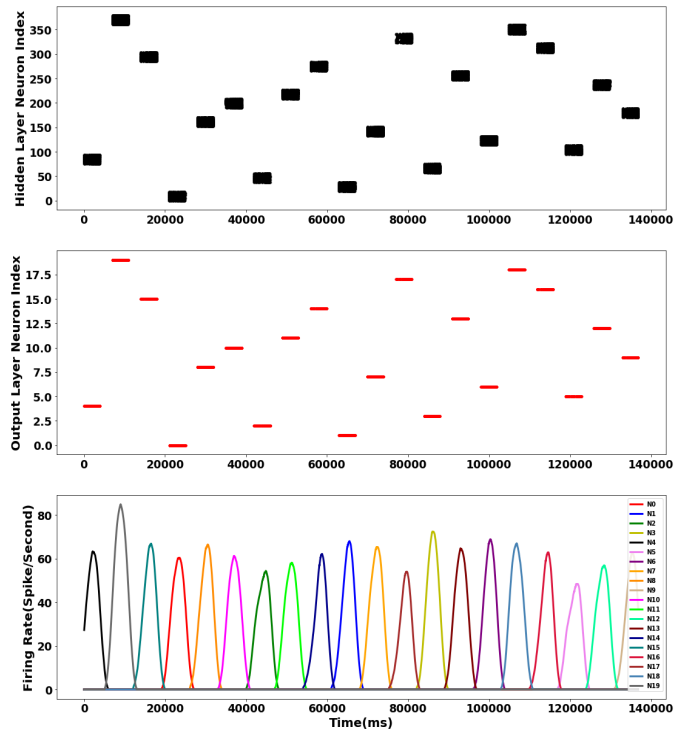 350
300
250
200
150
100
50
0
Hidden Layer Neuron Index
0 20000 40000 60000 80000 100000 120000 140000
17.5
15.0
12.5
10.0
7.5
5.0
2.5
0.0
Output Layer Neuron Index
0 20000 40000 60000 80000 100000 120000 140000
80
60
40
20
0
Firing Rate(Spike/Second)
N0
N1
N2
N3
N4
N5
N6
N7
N8
N9
N10
N11
N12
N13
N14
N15
N16
N17
N18
N19
0 20000 40000 60000 80000 100000 120000 140000
Time(ms)